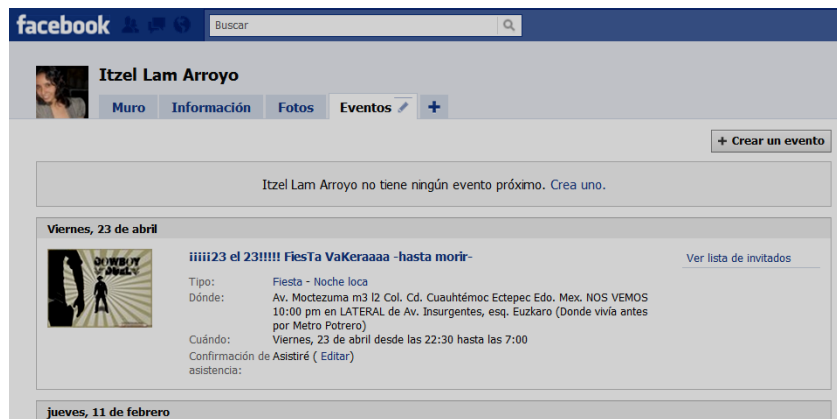 facebook Buscar
Itzel Lam Arroyo
Muro Información Fotos Eventos +
+ Crear un evento
Itzel Lam Arroyo no tiene ningún evento próximo. Crea uno.
Viernes, 23 de abril
COWBOY
DUELV
¡¡¡¡¡23 el 23!!!!! FiesTa VaKeraaaa -hasta morir-
Ver lista de invitados
Tipo: Fiesta - Noche loca
Dónde: Av. Moctezuma m3 l2 Col. Cd. Cuauhtémoc Ectepec Edo. Mex. NOS VEMOS
10:00 pm en LATERAL de Av. Insurgentes, esq. Euzkaro (Donde vivía antes
por Metro Potrero)
Cuándo: Viernes, 23 de abril desde las 22:30 hasta las 7:00
Confirmación de Asistiré ( Editar)
asistencia:
jueves, 11 de febrero